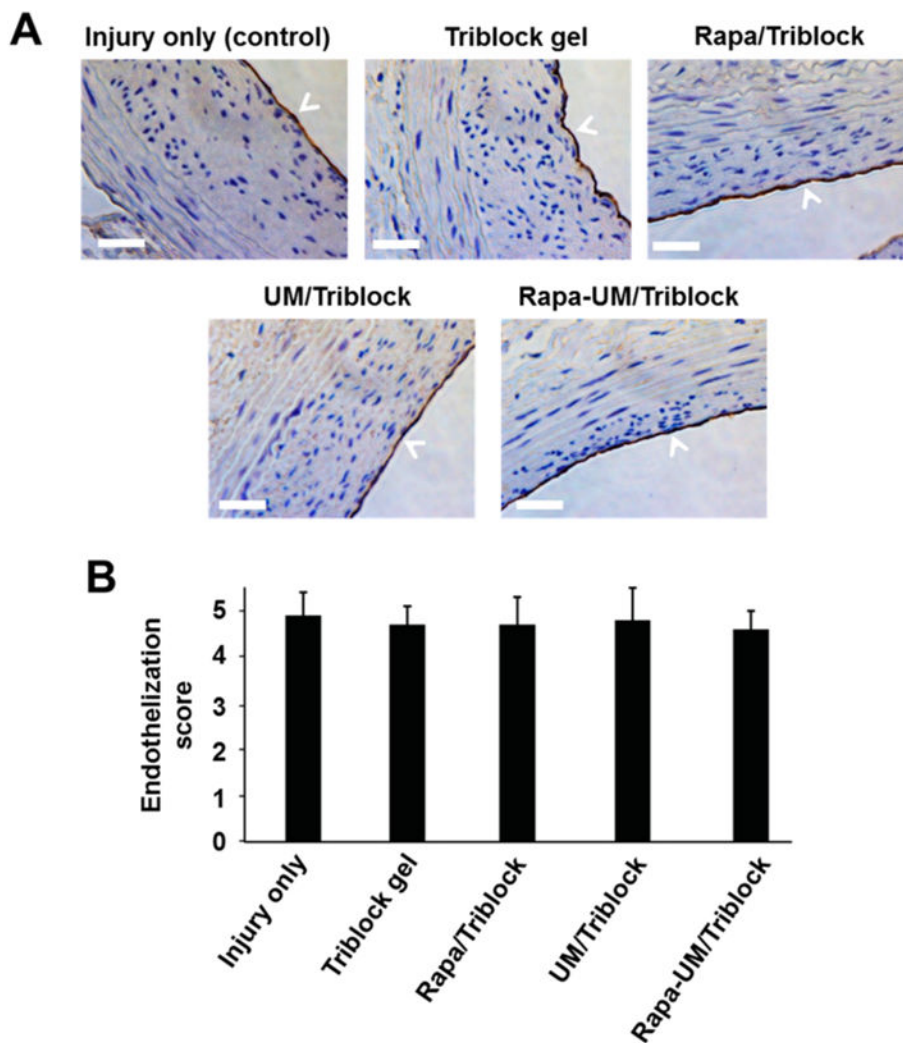 A
Injury only (control)
Triblock gel
Rapa/Triblock
UM/Triblock
Rapa-UM/Triblock
B
Endothelization
score
5
4
3
2
1
0
Injury only
Triblock gel
Rapa/Triblock
UM/Triblock
Rapa-UM/Triblock